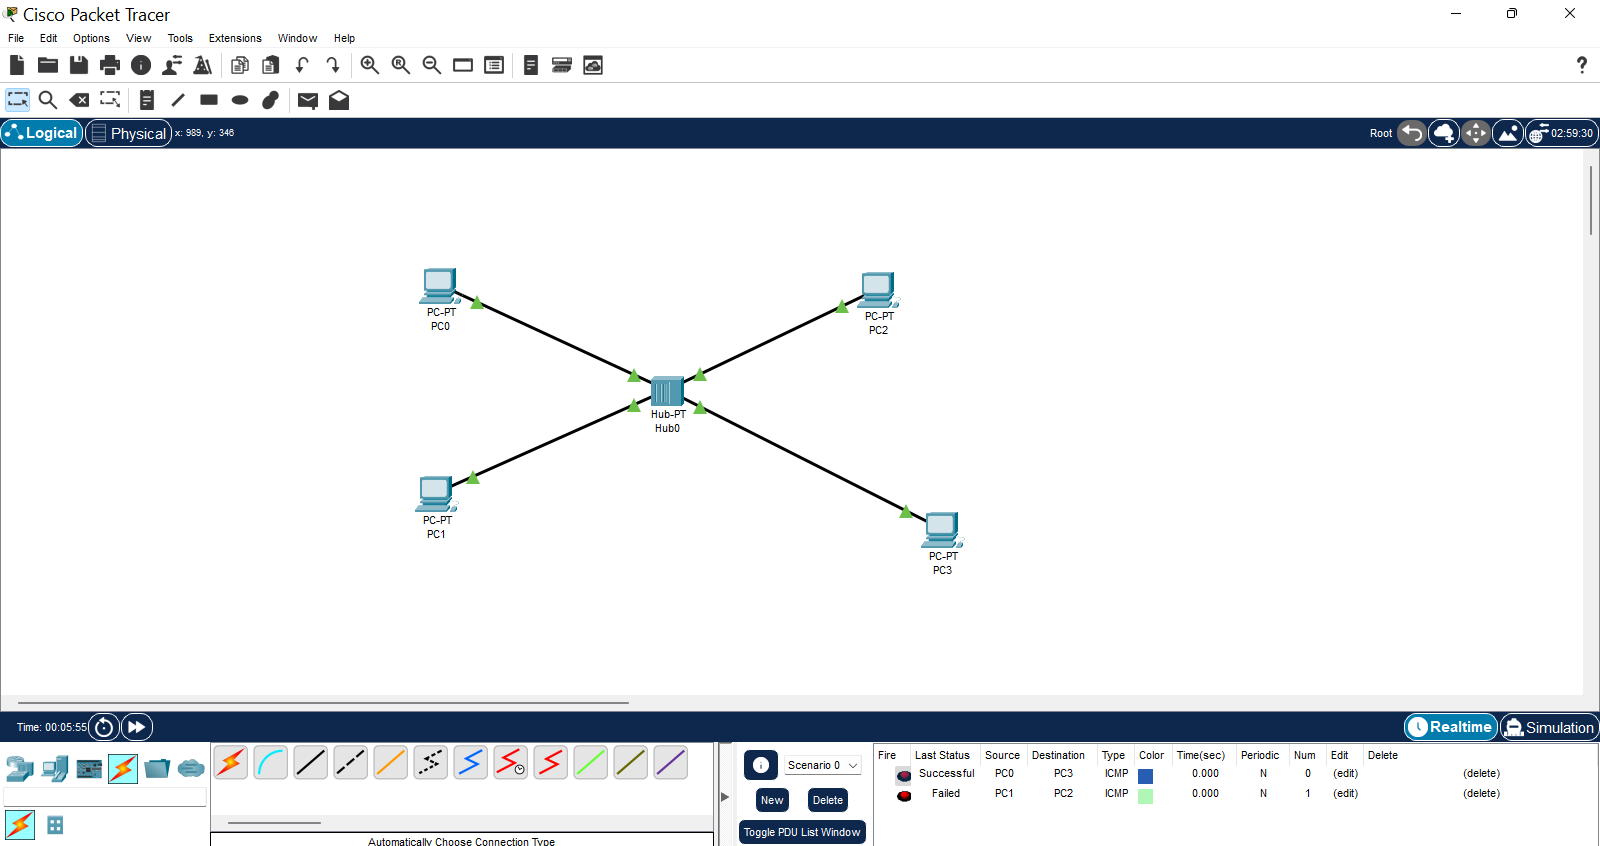 Cisco Packet Tracer
File Edit Options View Tools Extensions Window Help
?
Logical Physical x: 989, y: 346 Root 02:59:30
PC-PT
PC0
PC-PT
PC2
Hub-PT
Hub0
PC-PT
PC1
PC-PT
PC3
Time: 00:05:55 Realtime Simulation
Scenario 0
New Delete
Toggle PDU List Window
Fire Last Status Source Destination Type Color Time(sec) Periodic Num Edit Delete
Successful PC0 PC3 ICMP 0.000 N 0 (edit) (delete)
Failed PC1 PC2 ICMP 0.000 N 1 (edit) (delete)
Automatically Choose Connection Type